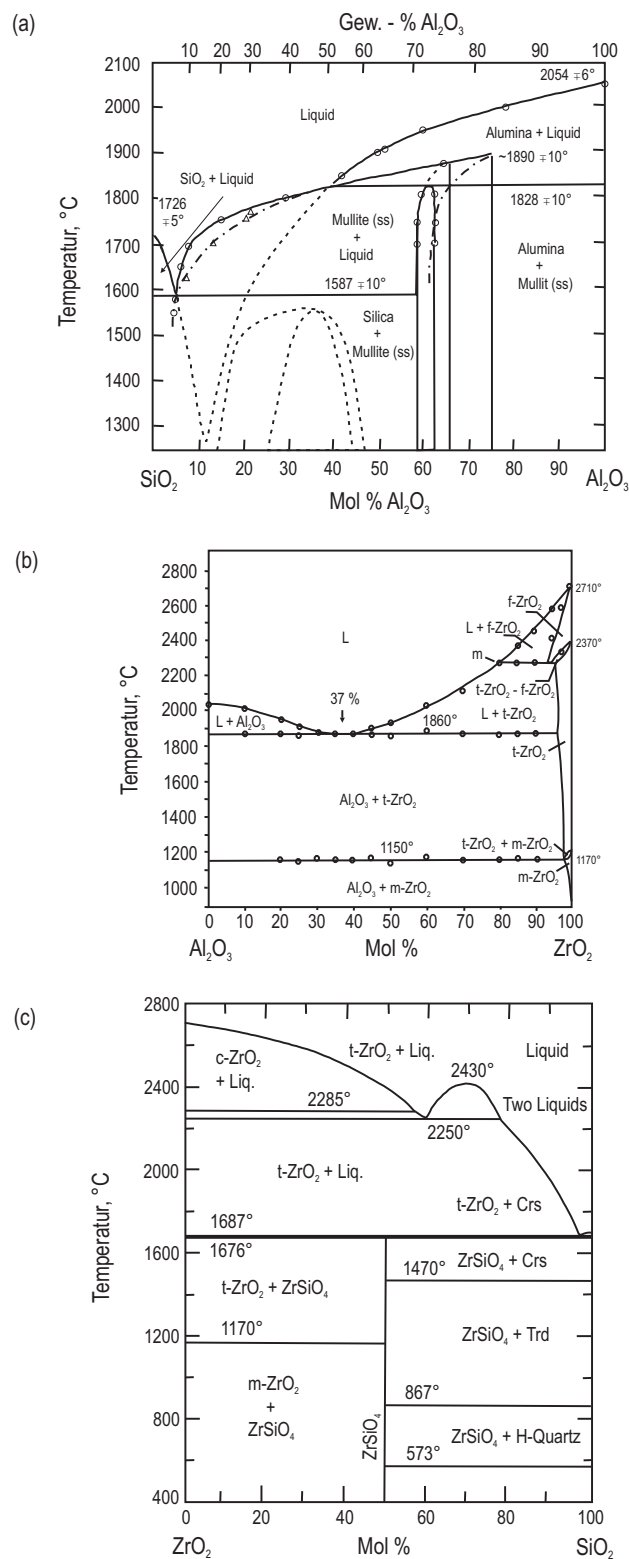 (a)
Gew. - % Al₂O₃
10 20 30 40 50 60 70 80 100
2100
2054 ∓6°
2000
Liquid
Alumina + Liquid
1900
~1890 ∓10°
SiO₂ + Liquid
1800
1726
∓5°
1828 ∓10°
Temperatur, °C
Mullite (ss)
+
Liquid
1700
Alumina
+
Mullit (ss)
1600
1587 ∓10°
Silica
+
Mullite (ss)
1500
1400
1300
SiO₂
10 20 30 40 50 60 70 80 90
Al₂O₃
Mol % Al₂O₃
(b)
2800
2710°
2600
f-ZrO₂
L + f-ZrO₂
2400
L
2370°
m
2200
t-ZrO₂ - f-ZrO₂
Temperatur, °C
37 %
L + t-ZrO₂
2000
L + Al₂O₃
1860°
1800
t-ZrO₂
1600
Al₂O₃ + t-ZrO₂
1400
t-ZrO₂ + m-ZrO₂
1200
1150°
1170°
m-ZrO₂
1000
Al₂O₃ + m-ZrO₂
0 10 20 30 40 50 60 70 80 90 100
Al₂O₃
Mol %
ZrO₂
(c)
2800
t-ZrO₂ + Liq.
Liquid
c-ZrO₂
+ Liq.
2430°
2400
2285°
Two Liquids
2250°
2000
t-ZrO₂ + Liq.
t-ZrO₂ + Crs
Temperatur, °C
1687°
1600
1676°
ZrSiO₄ + Crs
1470°
t-ZrO₂ + ZrSiO₄
1200
1170°
ZrSiO₄ + Trd
m-ZrO₂
+
ZrSiO₄
800
867°
ZrSiO₄
ZrSiO₄ + H-Quartz
573°
400
0 20 40 60 80 100
ZrO₂
Mol %
SiO₂